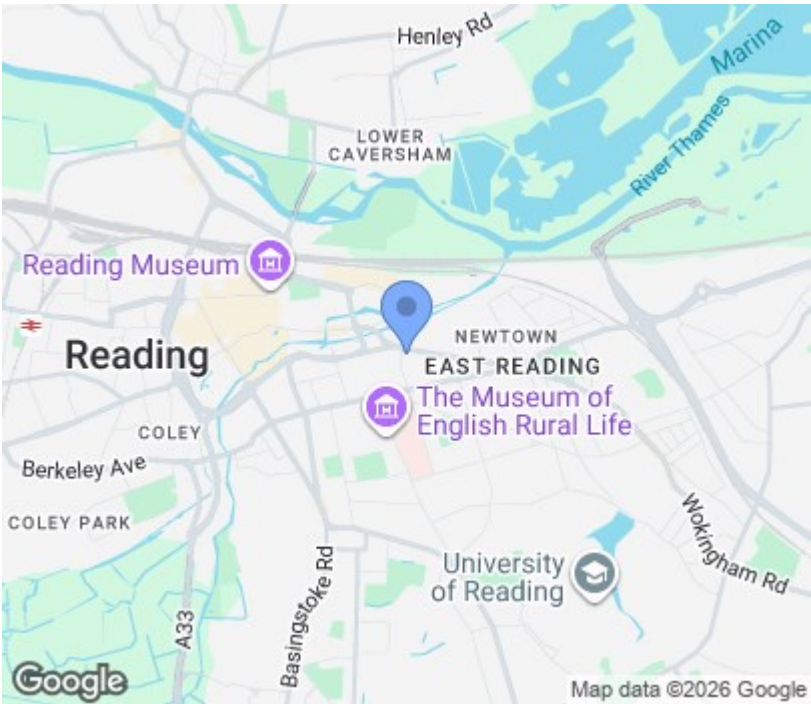 Henley Rd
Marina
LOWER
CAVERSHAM
River Thames
Reading Museum
NEWTOWN
Reading
EAST READING
The Museum of
English Rural Life
COLEY
Berkeley Ave
COLEY PARK
Wokingham Rd
University
of Reading
Basingstoke Rd
A33
Google
Map data ©2026 Google